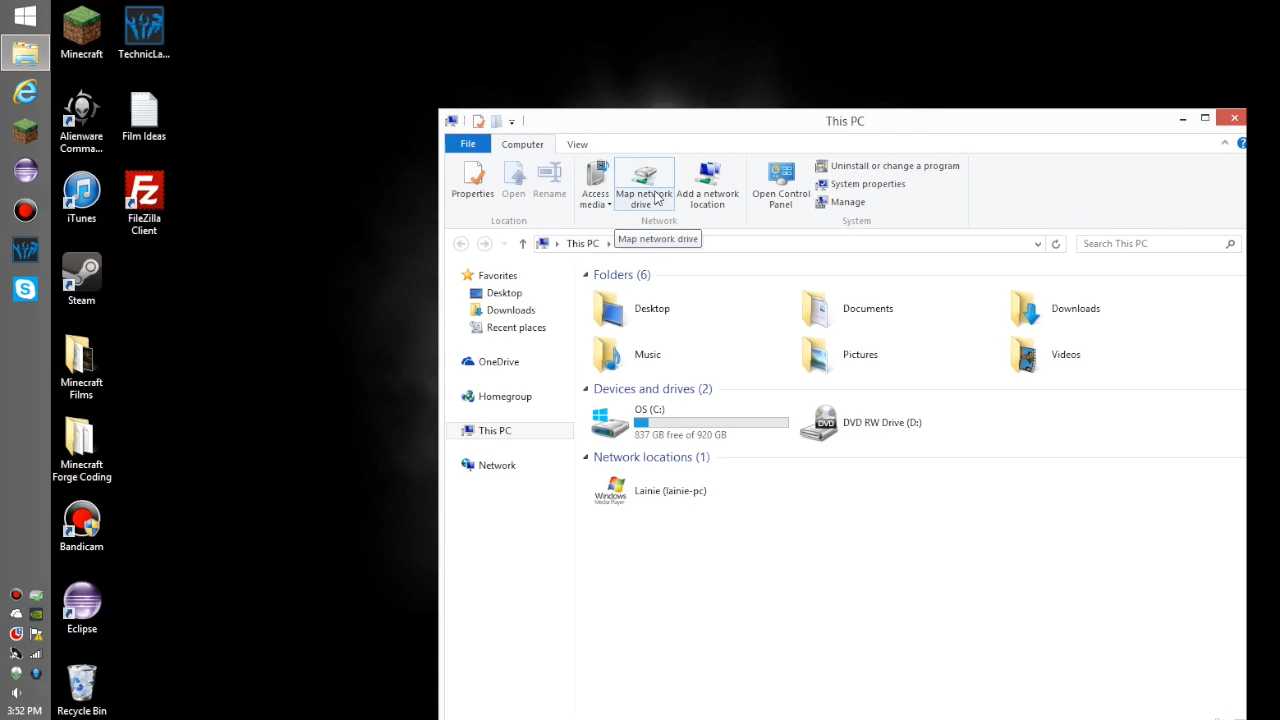 Minecraft
TechnicLa...
Alienware
Comma...
Film Ideas
iTunes
FileZilla
Client
Steam
Minecraft
Films
Minecraft
Forge Coding
Bandicam
Eclipse
Recycle Bin
3:52 PM
This PC
File
Computer
View
Properties
Open
Rename
Location
Access
media
Map network
drive
Add a network
location
Network
Open Control
Panel
Uninstall or change a program
System properties
Manage
System
Map network drive
This PC
Search This PC
Favorites
Desktop
Downloads
Recent places
OneDrive
Homegroup
This PC
Network
Folders (6)
Desktop
Documents
Downloads
Music
Pictures
Videos
Devices and drives (2)
OS (C:)
837 GB free of 920 GB
DVD
DVD RW Drive (D:)
Network locations (1)
Windows
Media Player
Lainie (lainie-pc)